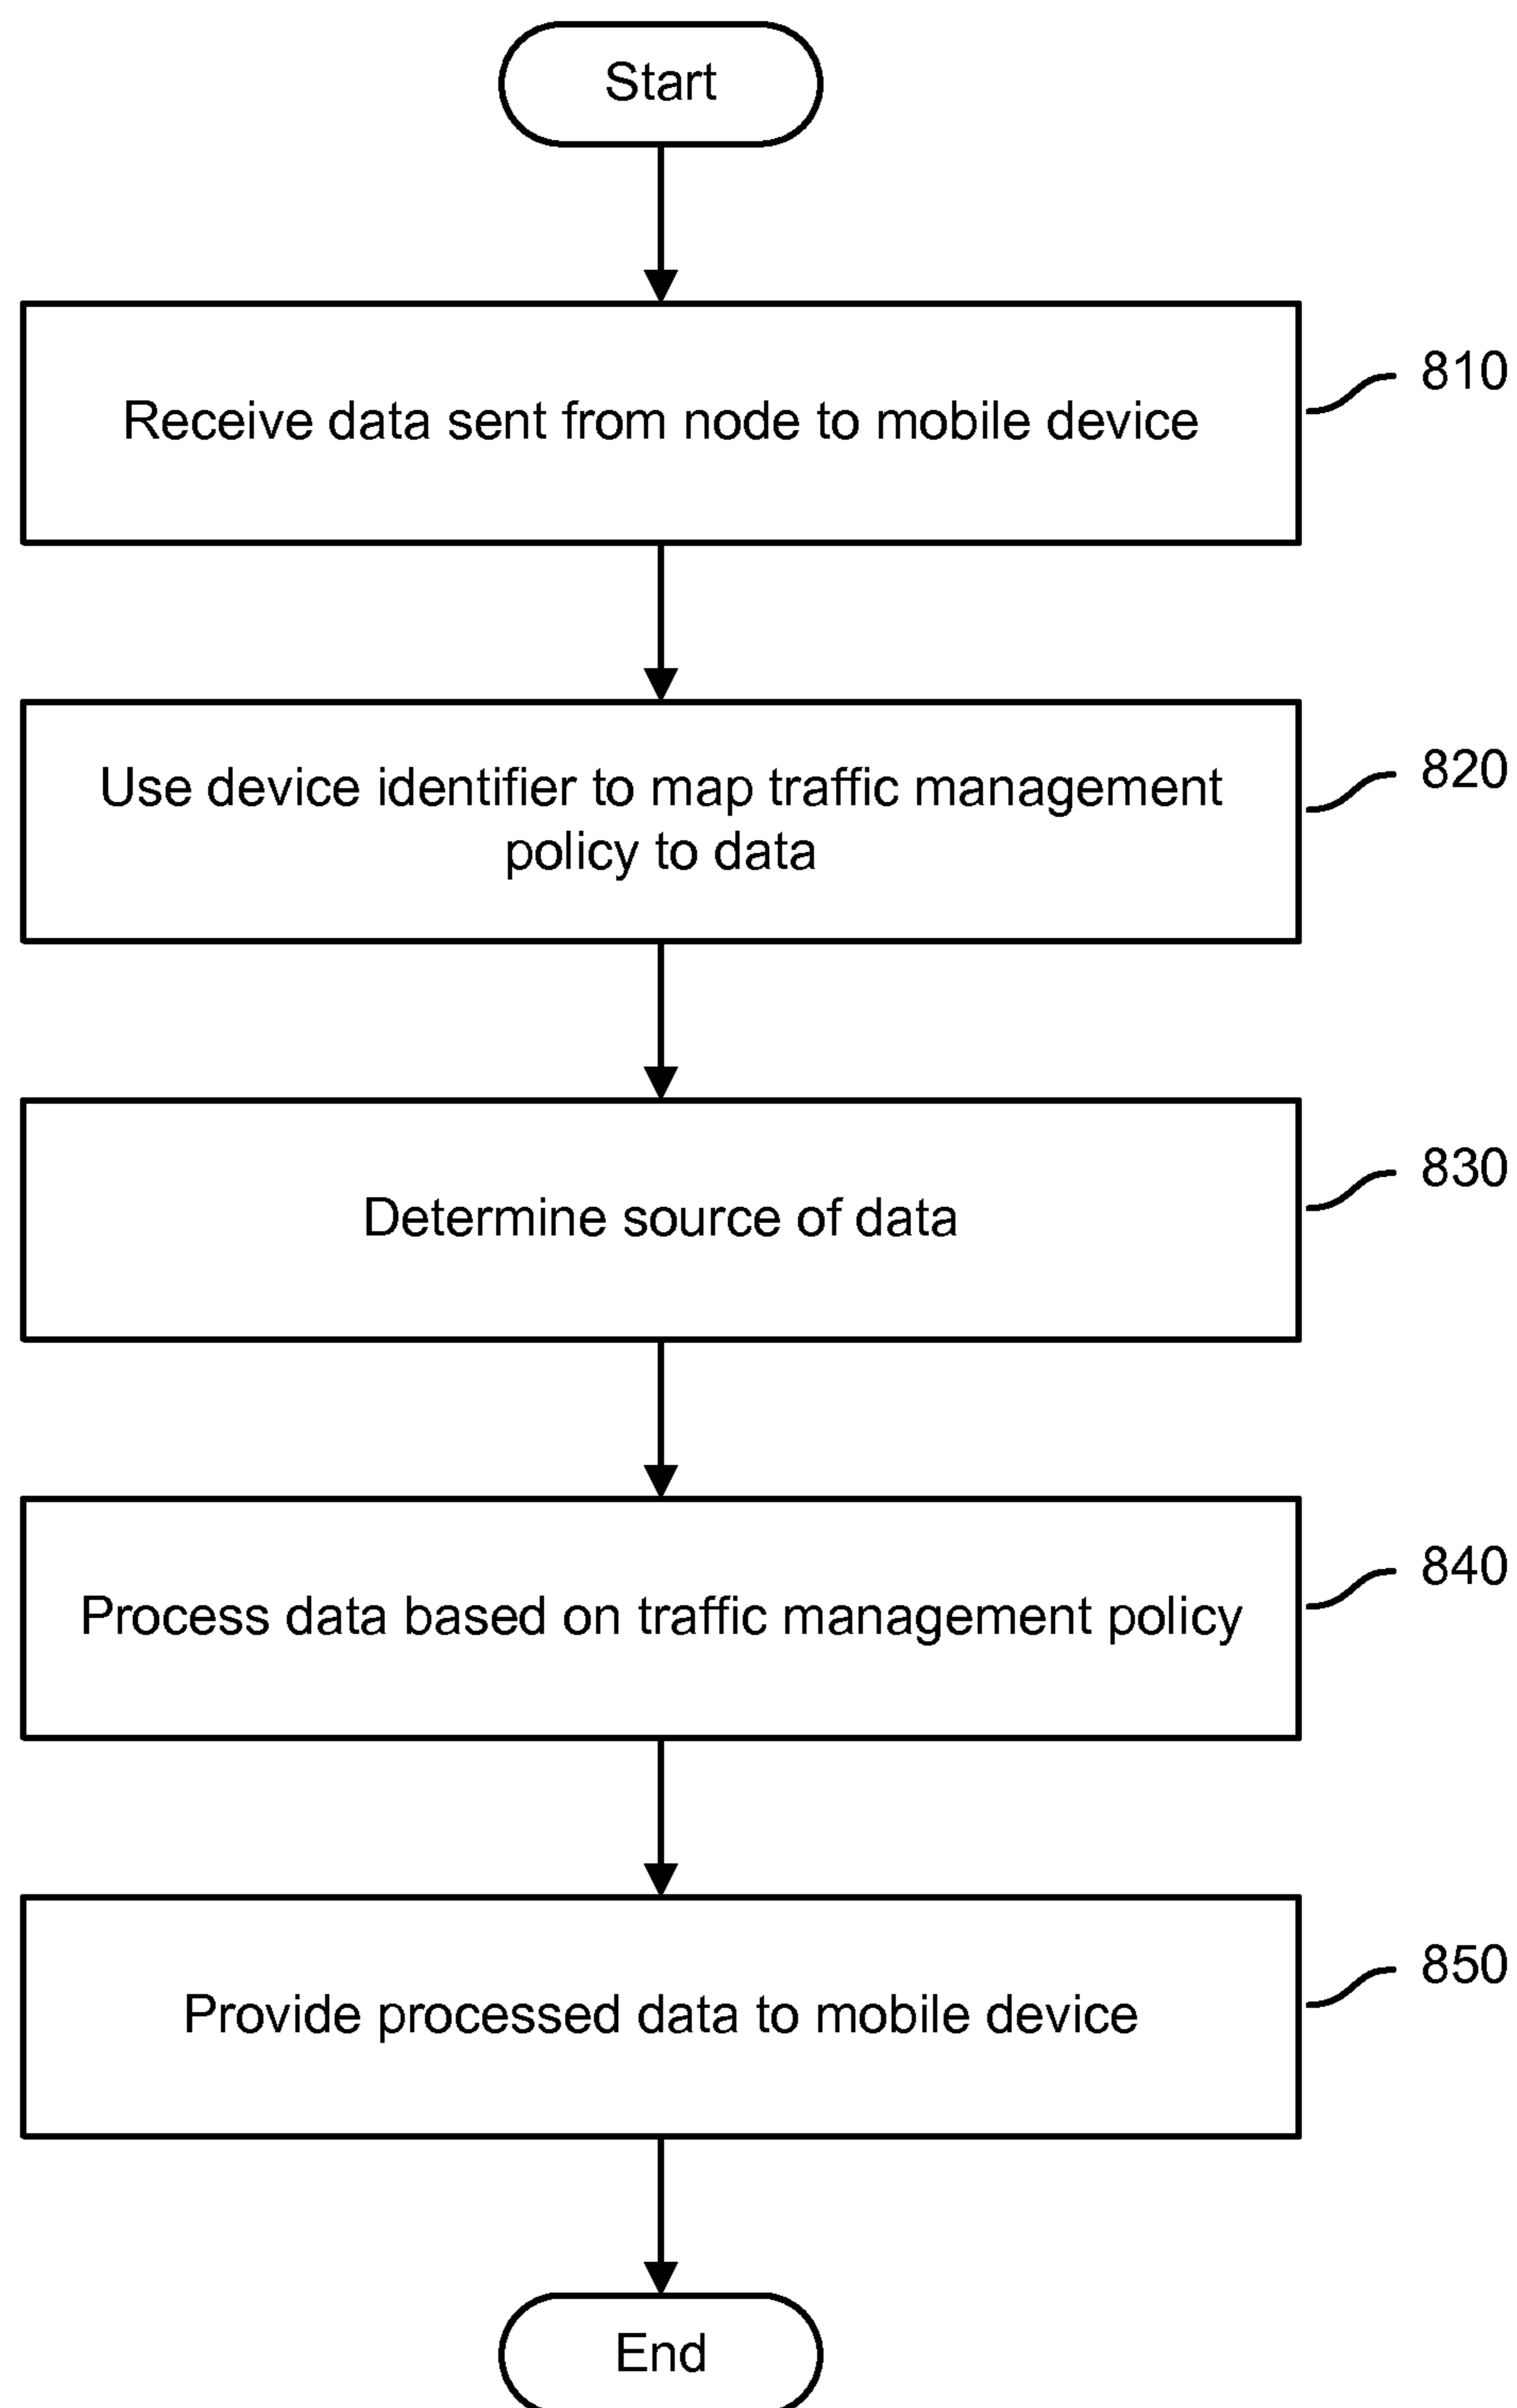 Start
Receive data sent from node to mobile device
810
Use device identifier to map traffic management
policy to data
820
Determine source of data
830
Process data based on traffic management policy
840
Provide processed data to mobile device
850
End